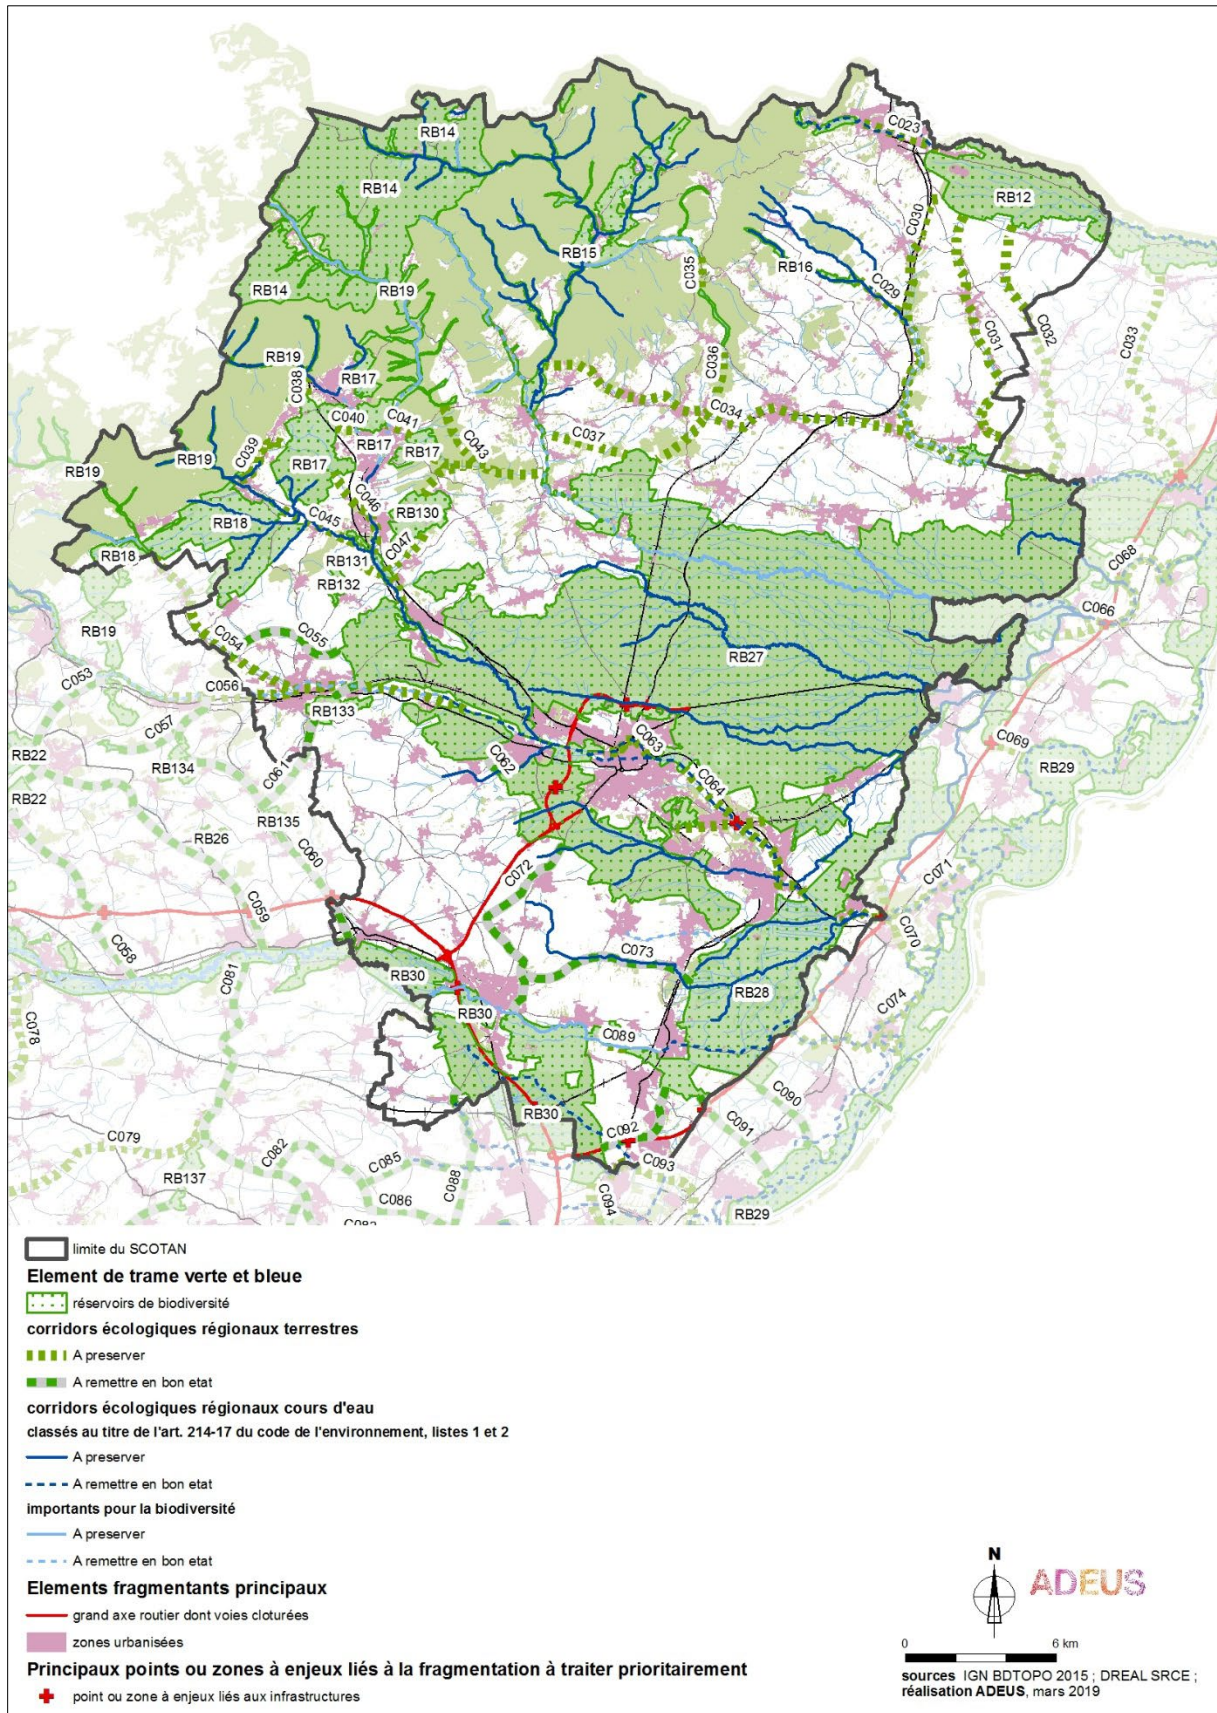 RB14
C023
RB14
RB12
C030
RB15
C035
RB16
C029
RB14
RB19
C031
C032
C033
RB19
C038
RB17
C036
C040
C041
C034
C039
RB17
RB17
RB17
C043
C037
RB19
RB19
C046
RB18
C045
RB130
RB18
RB131
C047
C068
RB132
C066
RB19
C054
C055
RB27
C053
C056
RB133
C057
C063
C069
RB22
RB134
C061
C062
RB29
RB22
C064
RB135
RB26
C060
C072
C071
C059
C058
C070
C073
C081
RB30
RB28
RB30
C074
C078
C089
RB30
C090
C092
C091
C079
C082
C085
C093
RB137
C088
C086
C094
RB29
limite du SCOTAN
Element de trame verte et bleue
réservoirs de biodiversité
corridors écologiques régionaux terrestres
A preserver
A remettre en bon etat
corridors écologiques régionaux cours d'eau
classés au titre de l'art. 214-17 du code de l'environnement, listes 1 et 2
A preserver
A remettre en bon etat
importants pour la biodiversité
A preserver
A remettre en bon etat
Elements fragmentants principaux
grand axe routier dont voies cloturées
zones urbanisées
Principaux points ou zones à enjeux liés à la fragmentation à traiter prioritairement
point ou zone à enjeux liés aux infrastructures
N
ADEUS
0 6 km
sources IGN BDTOPO 2015 ; DREAL SRCE ;
réalisation ADEUS, mars 2019